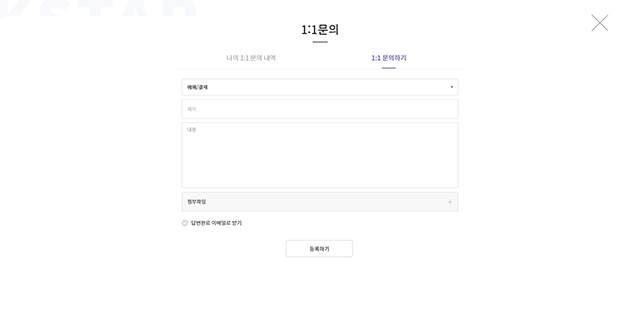 KSTAR
1:1문의
나의 1:1 문의 내역
1:1 문의하기
예매/결제
제목
내용
첨부파일
답변완료 이메일로 받기
등록하기